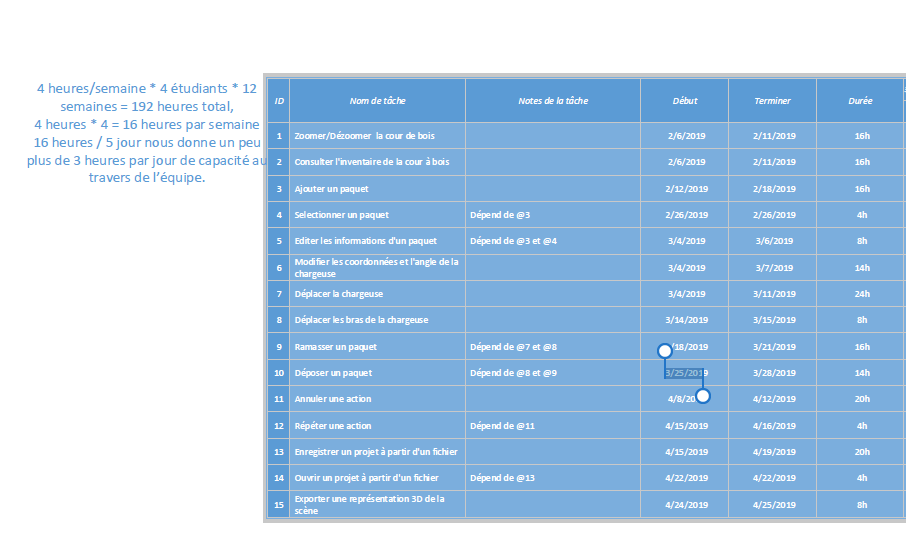 4 heures/semaine * 4 étudiants * 12
semaines = 192 heures total,
4 heures * 4 = 16 heures par semaine
16 heures / 5 jour nous donne un peu
plus de 3 heures par jour de capacité au
travers de l'équipe.
ID Nom de tâche Notes de la tâche Début Terminer Durée
1 Zoomer/Dézoomer la cour de bois 2/6/2019 2/11/2019 16h
2 Consulter l'inventaire de la cour à bois 2/6/2019 2/11/2019 16h
3 Ajouter un paquet 2/12/2019 2/18/2019 16h
4 Selectionner un paquet Dépend de @3 2/26/2019 2/26/2019 4h
5 Editer les informations d'un paquet Dépend de @3 et @4 3/4/2019 3/6/2019 8h
6 Modifier les coordonnées et l'angle de la
chargeuse 3/4/2019 3/7/2019 14h
7 Déplacer la chargeuse 3/4/2019 3/11/2019 24h
8 Déplacer les bras de la chargeuse 3/14/2019 3/15/2019 8h
9 Ramasser un paquet Dépend de @7 et @8 /18/2019 3/21/2019 16h
10 Déposer un paquet Dépend de @8 et @9 3/25/2019 3/28/2019 14h
11 Annuler une action 4/8/20 4/12/2019 20h
12 Répéter une action Dépend de @11 4/15/2019 4/16/2019 4h
13 Enregistrer un projet à partir d'un fichier 4/15/2019 4/19/2019 20h
14 Ouvrir un projet à partir d'un fichier Dépend de @13 4/22/2019 4/22/2019 4h
15 Exporter une représentation 3D de la
scène 4/24/2019 4/25/2019 8h